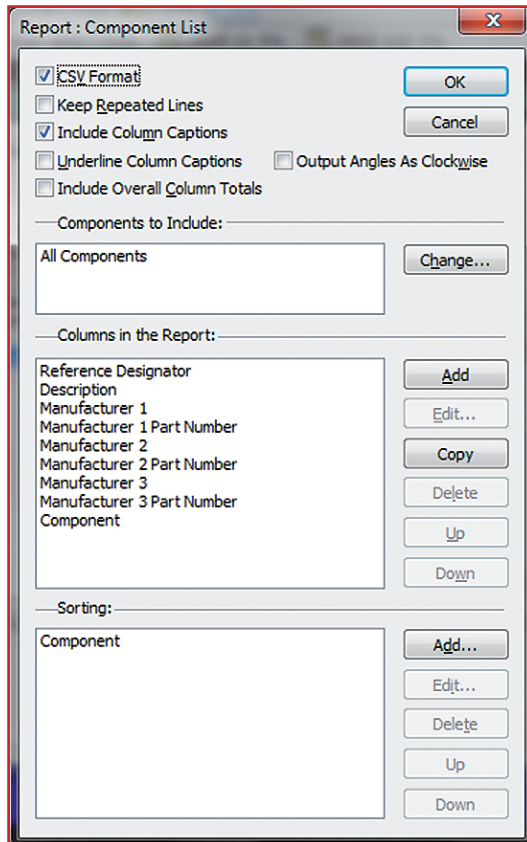 Report : Component List
CSV Format
OK
Keep Repeated Lines
Cancel
Include Column Captions
Underline Column Captions Output Angles As Clockwise
Include Overall Column Totals
Components to Include:
All Components
Change...
Columns in the Report:
Reference Designator
Description
Manufacturer 1
Manufacturer 1 Part Number
Manufacturer 2
Manufacturer 2 Part Number
Manufacturer 3
Manufacturer 3 Part Number
Component
Add
Edit...
Copy
Delete
Up
Down
Sorting:
Component
Add...
Edit...
Delete
Up
Down